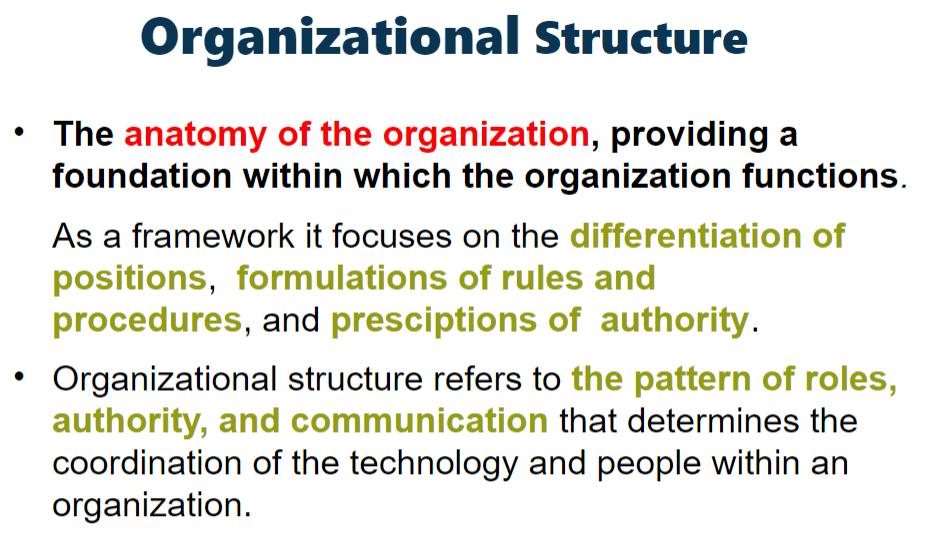 Organizational Structure
• The anatomy of the organization, providing a
foundation within which the organization functions.
As a framework it focuses on the differentiation of
positions, formulations of rules and
procedures, and presciptions of authority.
• Organizational structure refers to the pattern of roles,
authority, and communication that determines the
coordination of the technology and people within an
organization.